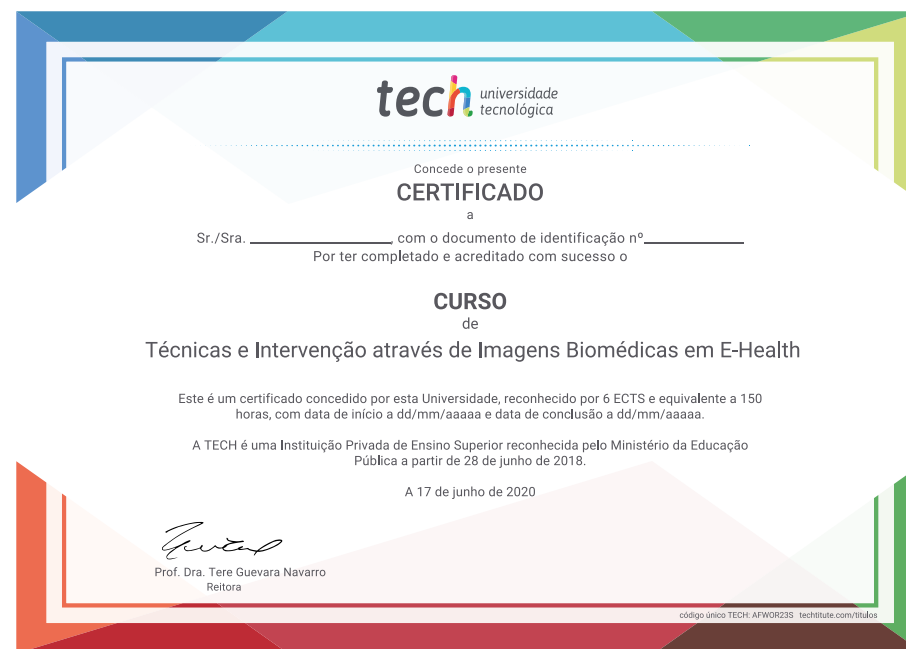 tech universidade
tecnológica
Concede o presente
CERTIFICADO
a
Sr./Sra. ____________________, com o documento de identificação nº______________
Por ter completado e acreditado com sucesso o
CURSO
de
Técnicas e Intervenção através de Imagens Biomédicas em E-Health
Este é um certificado concedido por esta Universidade, reconhecido por 6 ECTS e equivalente a 150
horas, com data de início a dd/mm/aaaaa e data de conclusão a dd/mm/aaaaa.
A TECH é uma Instituição Privada de Ensino Superior reconhecida pelo Ministério da Educação
Pública a partir de 28 de junho de 2018.
A 17 de junho de 2020
Prof. Dra. Tere Guevara Navarro
Reitora
código único TECH: AFWOR23S techtitute.com/titulos